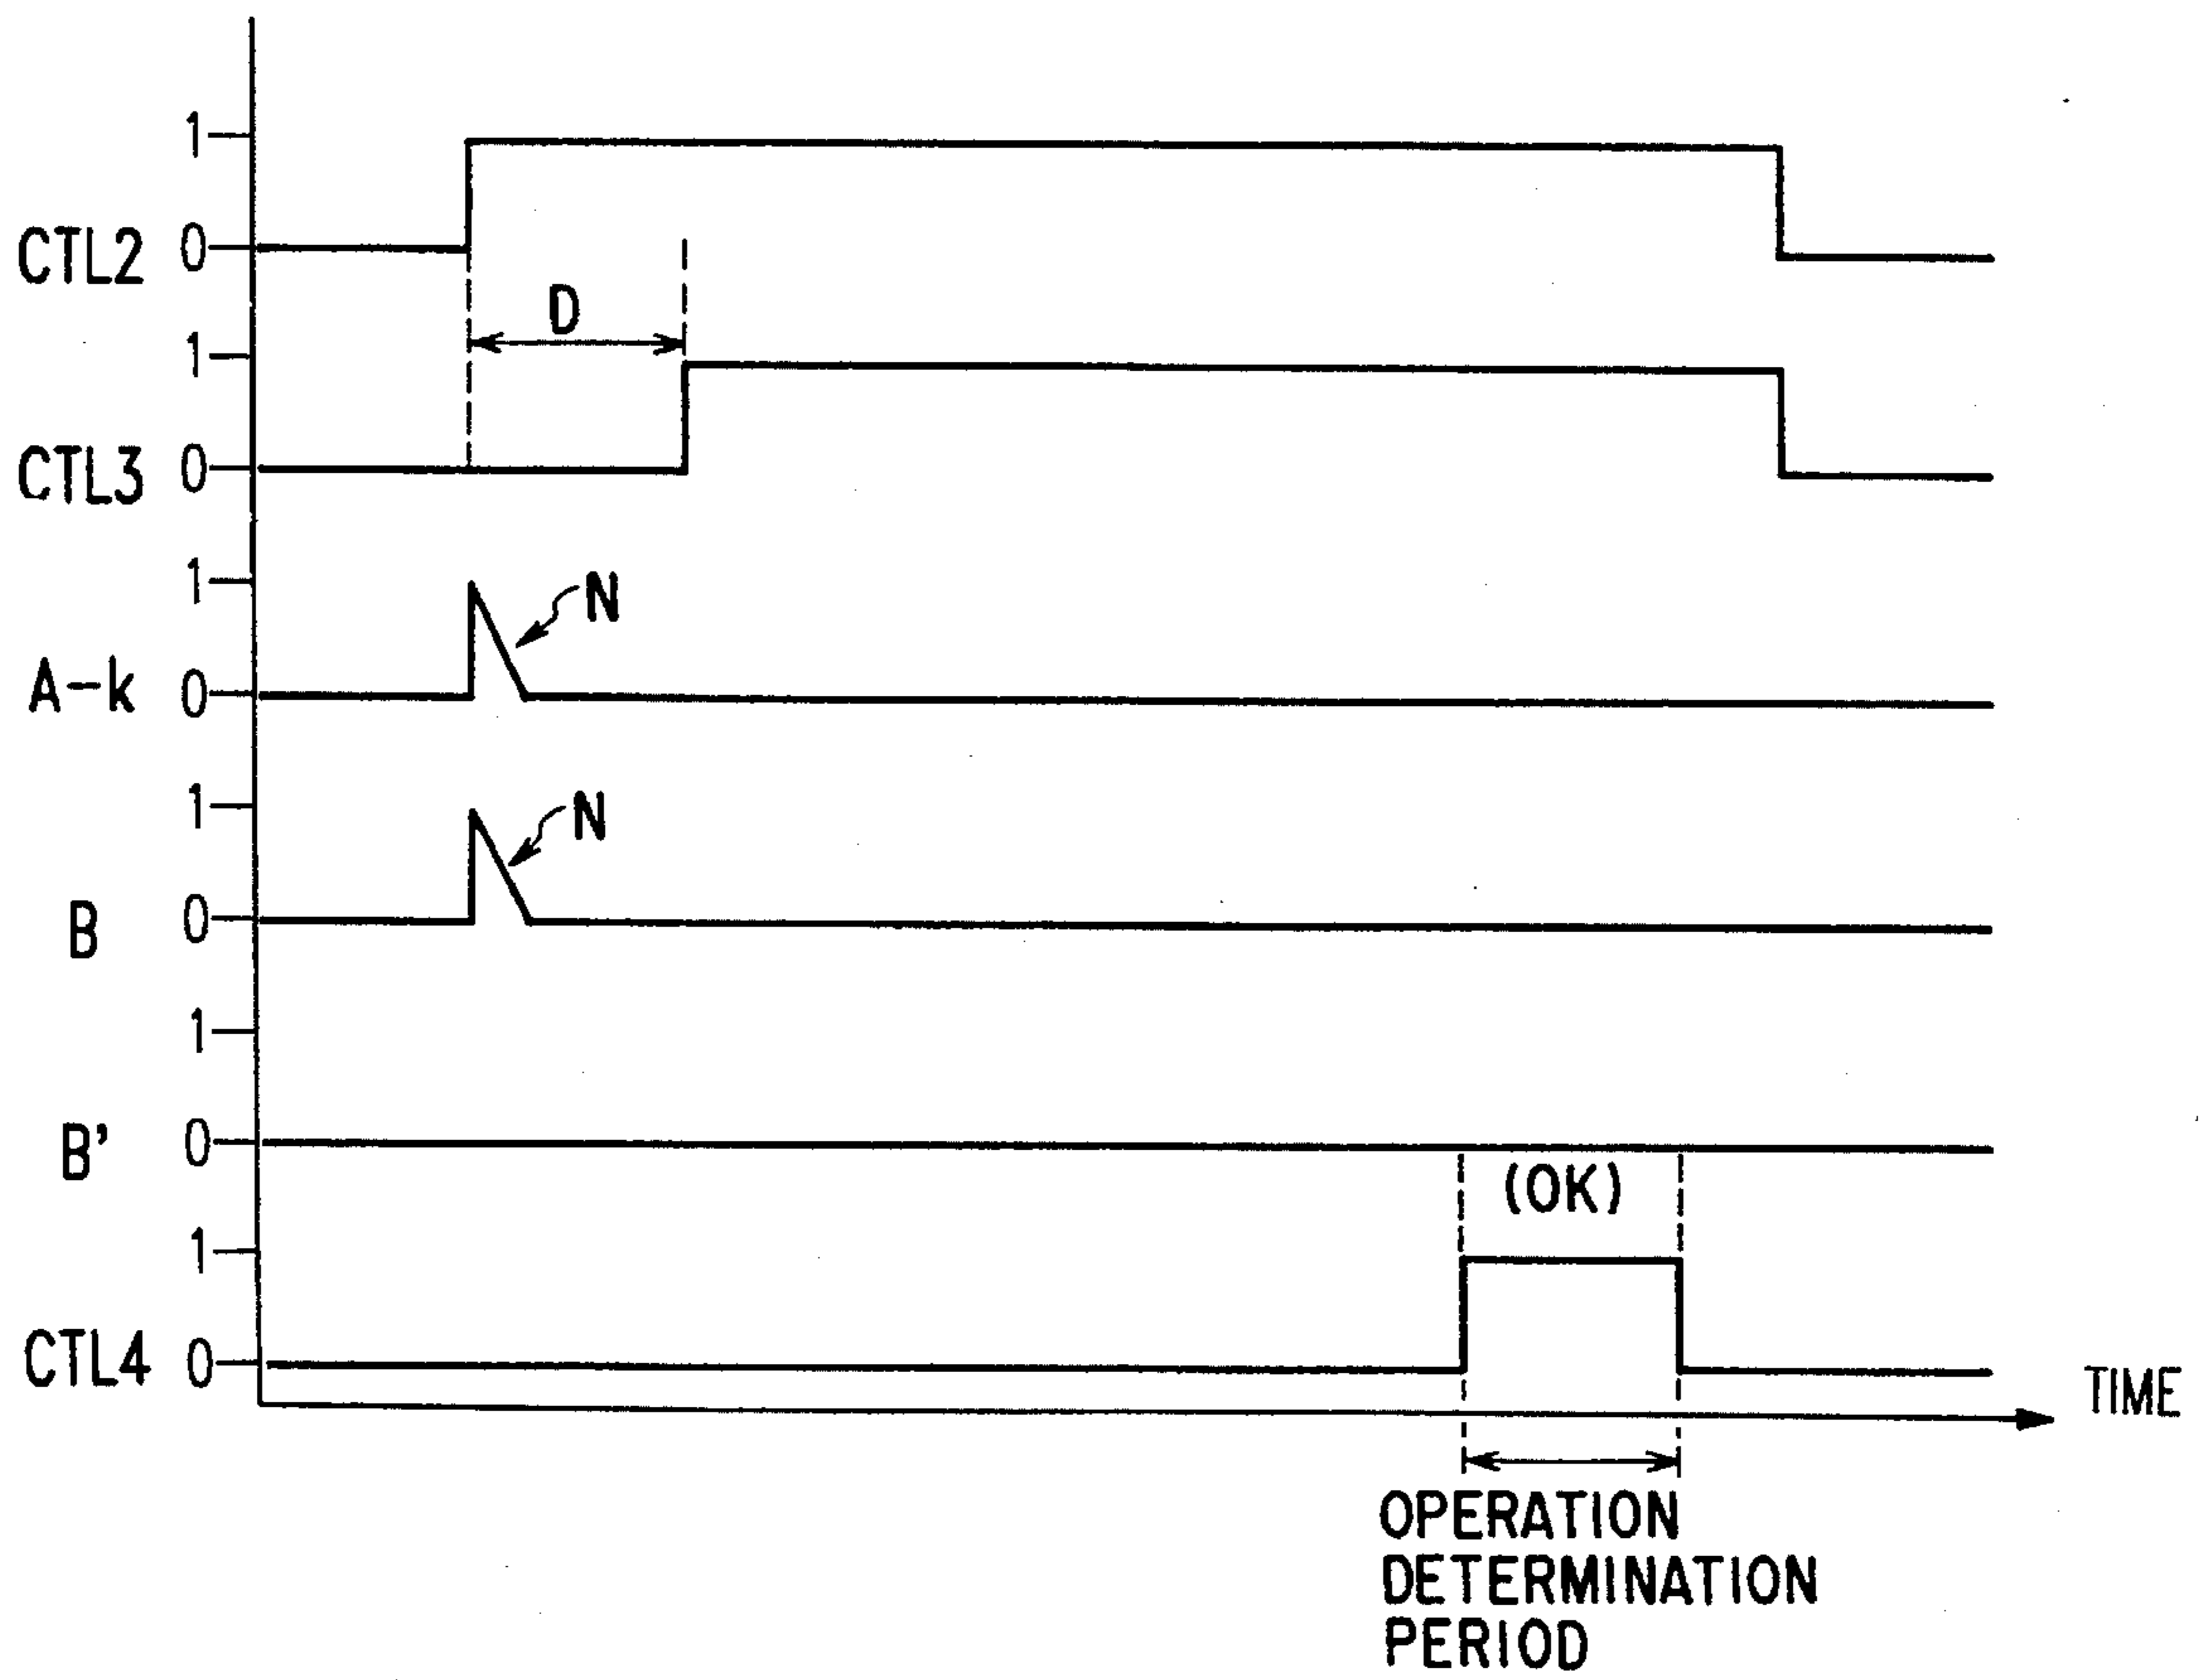 1
CTL2 0
D
1
CTL3 0
1
N
A-k 0
1
N
B 0
1
B' 0
(OK)
1
CTL4 0
TIME
OPERATION
DETERMINATION
PERIOD